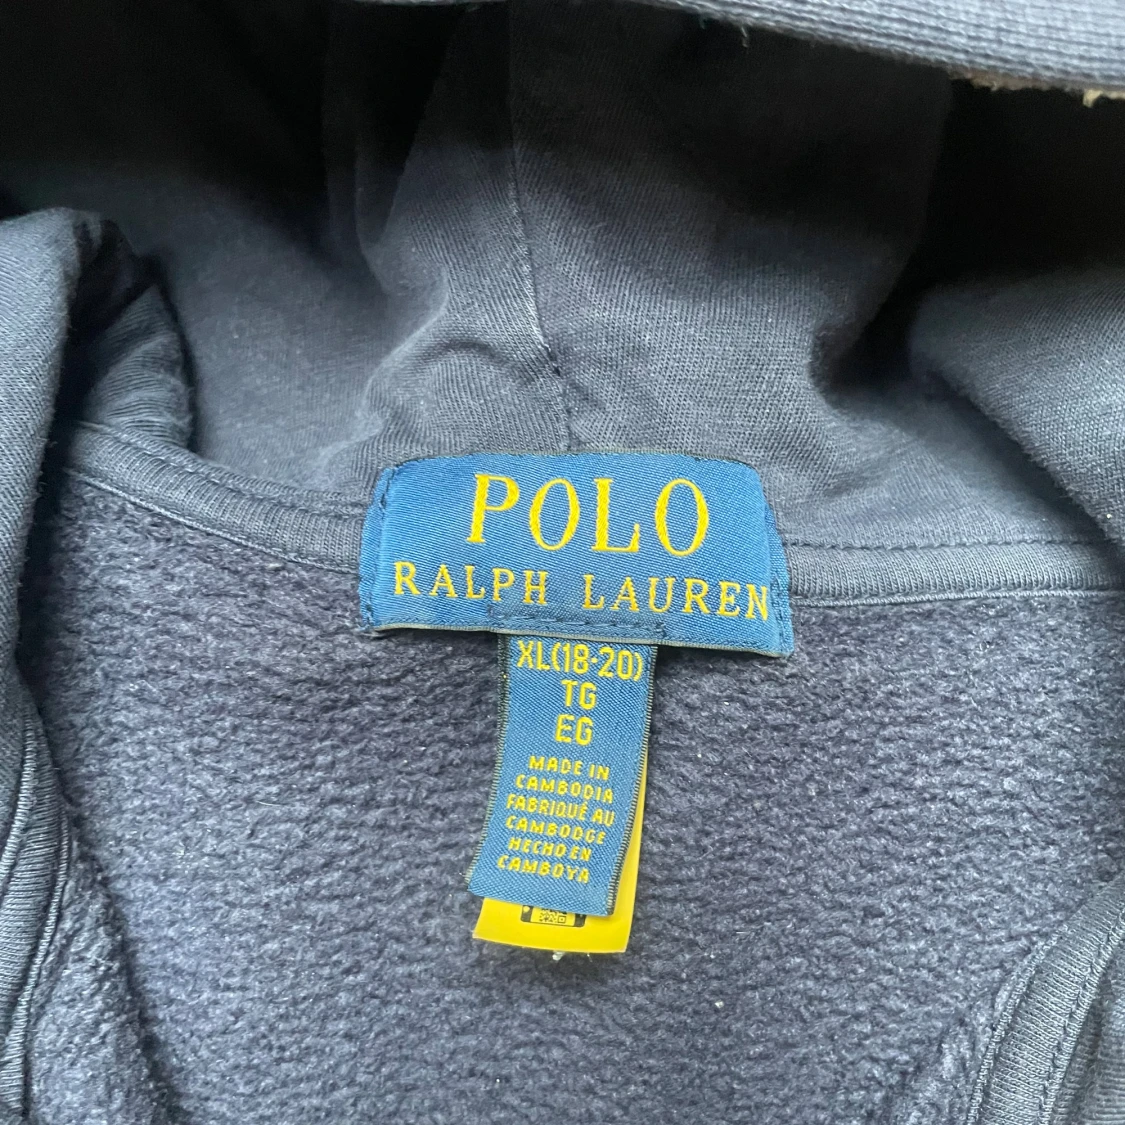 POLO
RALPH LAUREN
XL(18-20)
TG
EG
MADE IN
CAMBODIA
FABRIQUÉ AU
CAMBODGE
HECHO EN
CAMBOYA